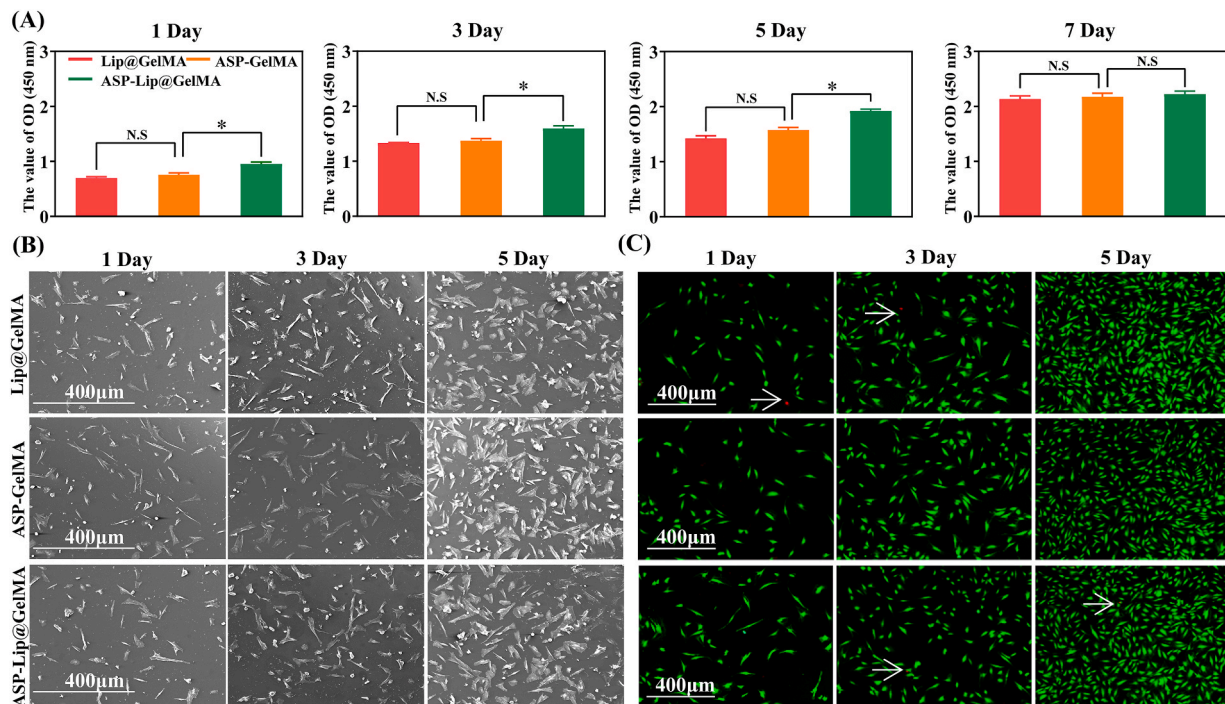 (A)
1 Day
3 Day
5 Day
7 Day
The value of OD (450 nm)
3
2
1
0
Lip@GelMA
ASP-GelMA
ASP-Lip@GelMA
N.S
*
The value of OD (450 nm)
3
2
1
0
N.S
*
The value of OD (450 nm)
3
2
1
0
N.S
*
The value of OD (450 nm)
3
2
1
0
N.S
N.S
(B)
1 Day
3 Day
5 Day
Lip@GelMA
400μm
ASP-GelMA
400μm
ASP-Lip@GelMA
400μm
(C)
1 Day
3 Day
5 Day
400μm
400μm
400μm